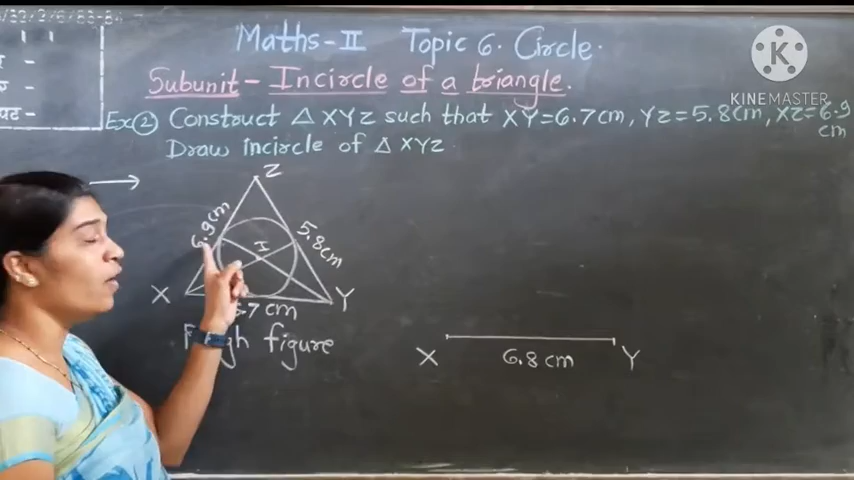 Maths-II Topic 6. Circle.
Subunit - Incircle of a triangle.
Ex② Construct △ XYZ such that XY=6.7cm, YZ=5.8cm, XZ=6.9
cm
Draw incircle of △ XYZ
Z
6.9cm
5.8cm
I
X
Y
6.7 cm
figure
X
6.8 cm
Y
K
KINEMASTER